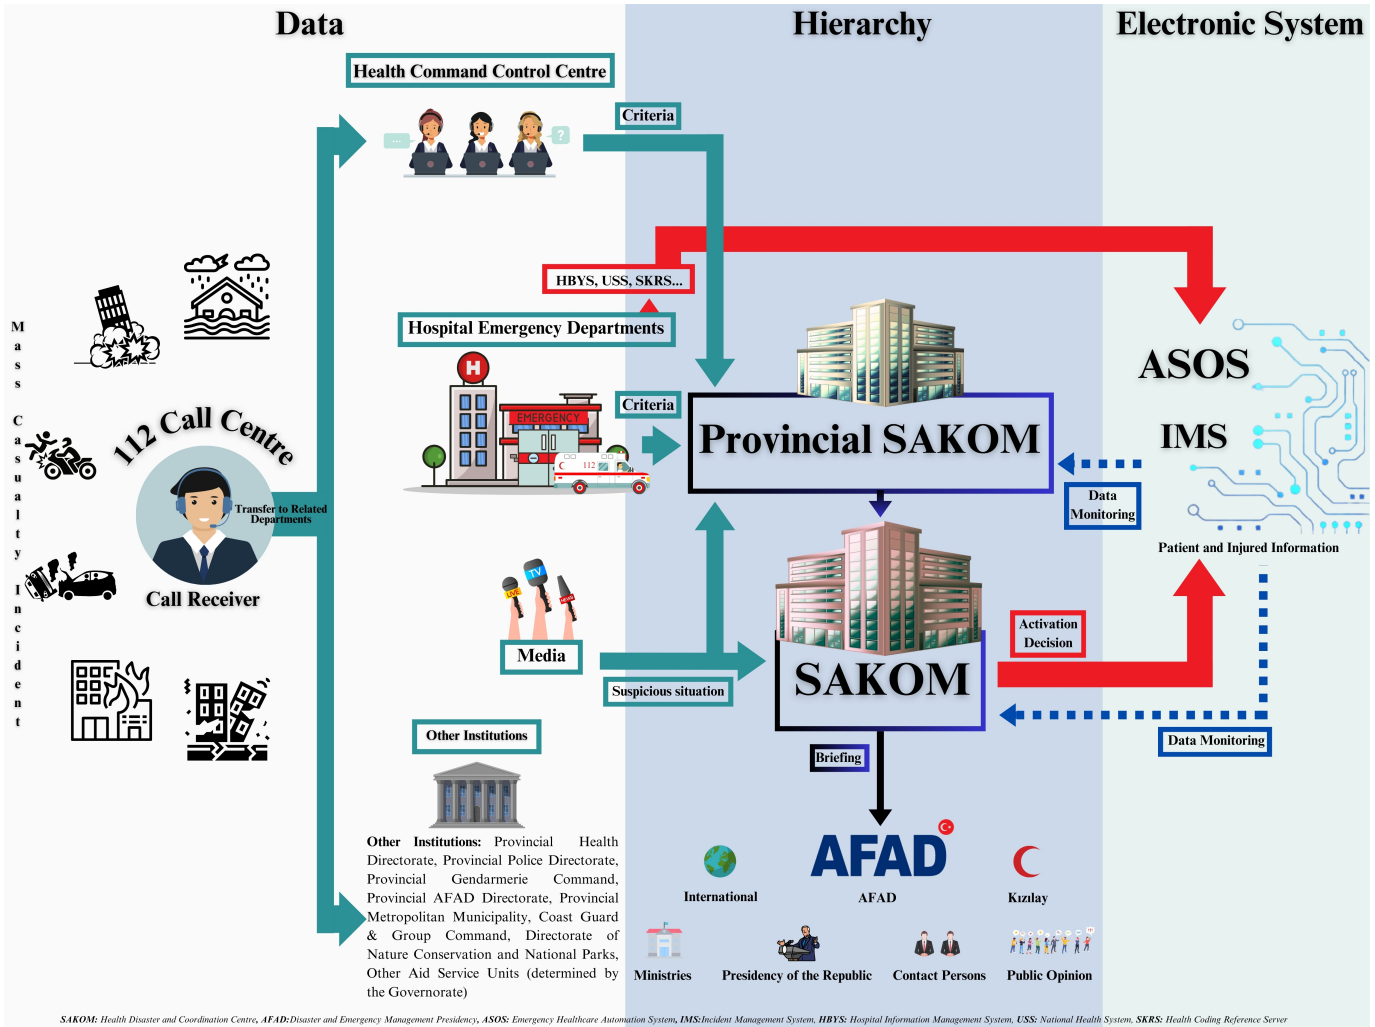 Data
Hierarchy
Electronic System
Health Command Control Centre
...
?
Criteria
HBYS, USS, SKRS...
Hospital Emergency Departments
H
EMERGENCY
112
Criteria
Provincial SAKOM
ASOS
IMS
Data
Monitoring
Patient and Injured Information
Mass Casualty Incident
112 Call Centre
Transfer to Related
Departments
Call Receiver
LIVE
TV
NEWS
Media
Suspicious situation
SAKOM
Activation
Decision
Data Monitoring
Briefing
Other Institutions
Other Institutions: Provincial Health
Directorate, Provincial Police Directorate,
Provincial Gendarmerie Command,
Provincial AFAD Directorate, Provincial
Metropolitan Municipality, Coast Guard
& Group Command, Directorate of
Nature Conservation and National Parks,
Other Aid Service Units (determined by
the Governorate)
AFAD
International
AFAD
Kızılay
Ministries
Presidency of the Republic
Contact Persons
Public Opinion
SAKOM: Health Disaster and Coordination Centre, AFAD:Disaster and Emergency Management Presidency, ASOS: Emergency Healthcare Automation System, IMS:Incident Management System, HBYS: Hospital Information Management System, USS: National Health System, SKRS: Health Coding Reference Server